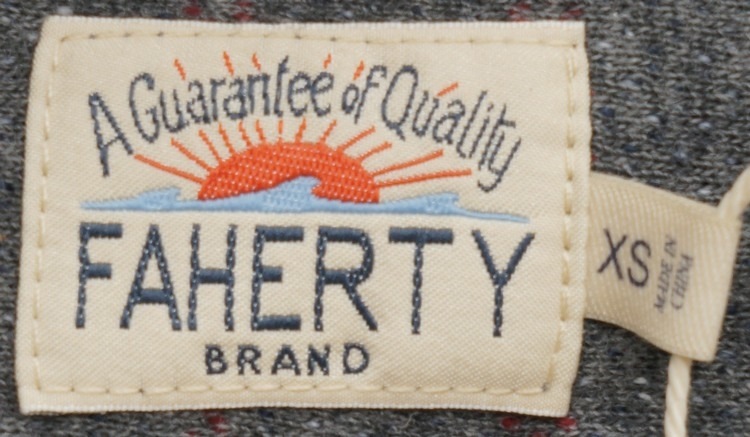 A Guarantee of Quality
FAHERTY
BRAND
XS
MADE IN
CHINA